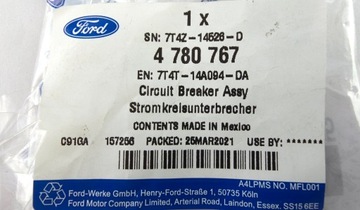 Ford
1 x
SN: 7T4Z-14526-D
4 780 767
EN: 7T4T-14A094-DA
Circuit Breaker Assy
Stromkreisunterbrecher
CONTENTS MADE IN Mexico
C91GA 157256 PACKED: 25MAR2021 USE BY: *******
A4LPMS NO. MFL001
Ford-Werke GmbH, Henry-Ford-Straße 1, 50735 Köln
Ford Motor Company Limited, Arterial Road, Laindon, Essex. SS15 6EE